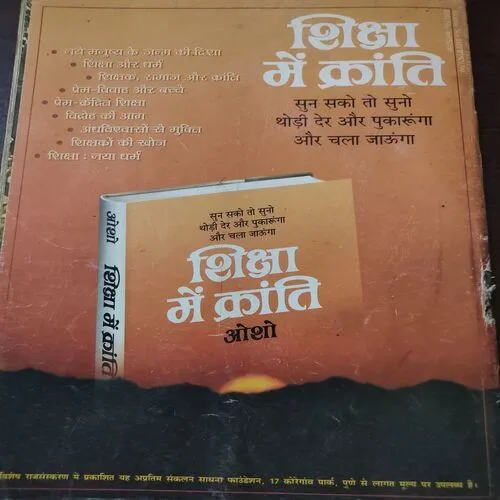 शिक्षा
में क्रांति
सुन सको तो सुनो
थोड़ी देर और पुकारूंगा
और चला जाऊंगा
• नये मनुष्य के जन्म की दिशा
• शिक्षा और धर्म
• शिक्षक, समाज और क्रांति
• प्रेम-विवाह और बच्चे
• प्रेम-केंद्रित शिक्षा
• विद्रोह की आग
• अंधविश्वासों से मुक्ति
• शिक्षकों की खोज
• शिक्षा : नया धर्म
सुन सको तो सुनो
थोड़ी देर और पुकारूंगा
और चला जाऊंगा
शिक्षा
में क्रांति
ओशो
ओशो शिक्षा में क्रांति
विशेष राजसंस्करण में प्रकाशित यह अप्रतिम संकलन साधना फाउंडेशन, 17 कोरेगांव पार्क, पुणे से लागत मूल्य पर उपलब्ध है।